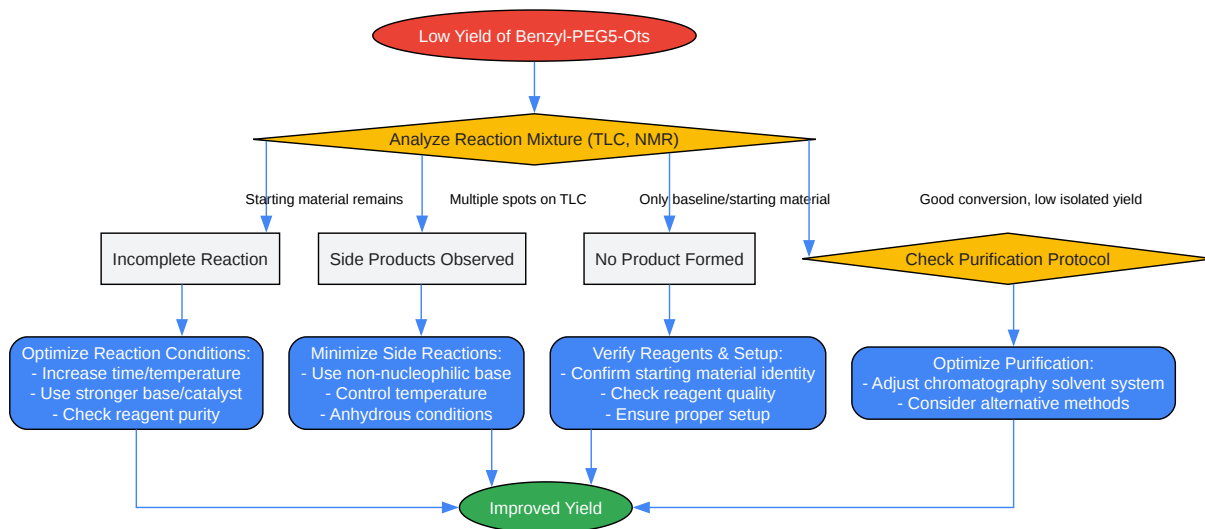 Low Yield of Benzyl-PEG5-Ots
Analyze Reaction Mixture (TLC, NMR)
Starting material remains
Multiple spots on TLC
Only baseline/starting material
Good conversion, low isolated yield
Incomplete Reaction
Side Products Observed
No Product Formed
Check Purification Protocol
Optimize Reaction Conditions:
- Increase time/temperature
- Use stronger base/catalyst
- Check reagent purity
Minimize Side Reactions:
- Use non-nucleophilic base
- Control temperature
- Anhydrous conditions
Verify Reagents & Setup:
- Confirm starting material identity
- Check reagent quality
- Ensure proper setup
Optimize Purification:
- Adjust chromatography solvent system
- Consider alternative methods
Improved Yield